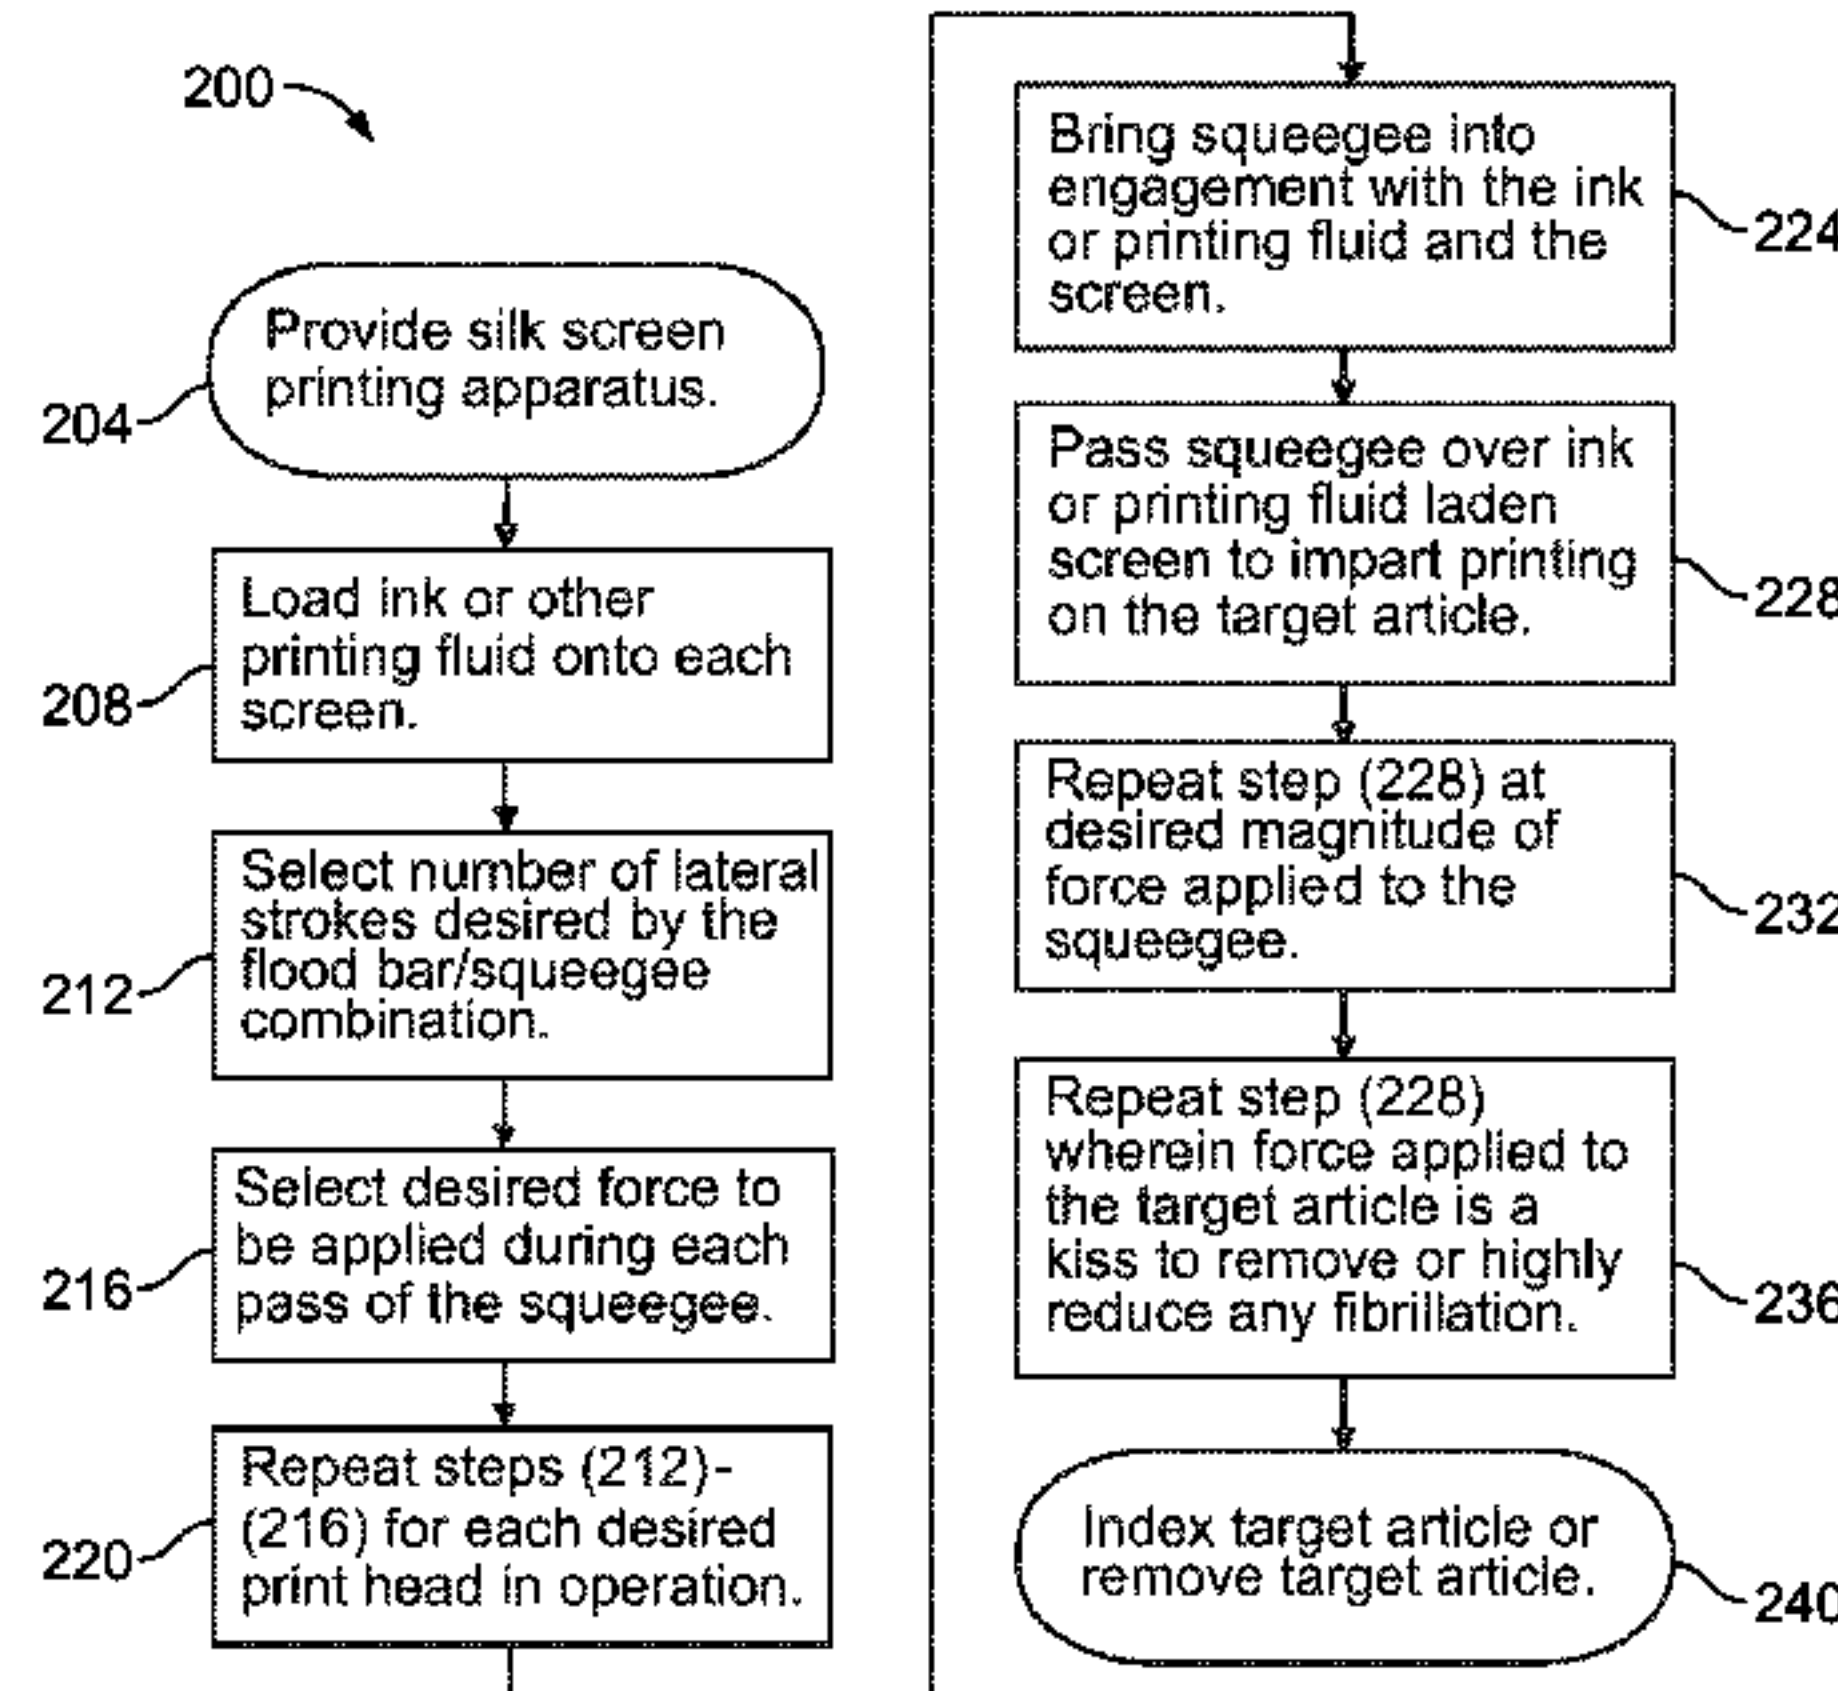 200
Provide silk screen
printing apparatus.
204
Load ink or other
printing fluid onto each
screen.
208
Select number of lateral
strokes desired by the
flood bar/squeegee
combination.
212
Select desired force to
be applied during each
pass of the squeegee.
216
Repeat steps (212)-
(216) for each desired
print head in operation.
220
Bring squeegee into
engagement with the ink
or printing fluid and the
screen.
224
Pass squeegee over ink
or printing fluid laden
screen to impart printing
on the target article.
228
Repeat step (228) at
desired magnitude of
force applied to the
squeegee.
232
Repeat step (228)
wherein force applied to
the target article is a
kiss to remove or highly
reduce any fibrillation.
236
Index target article or
remove target article.
240